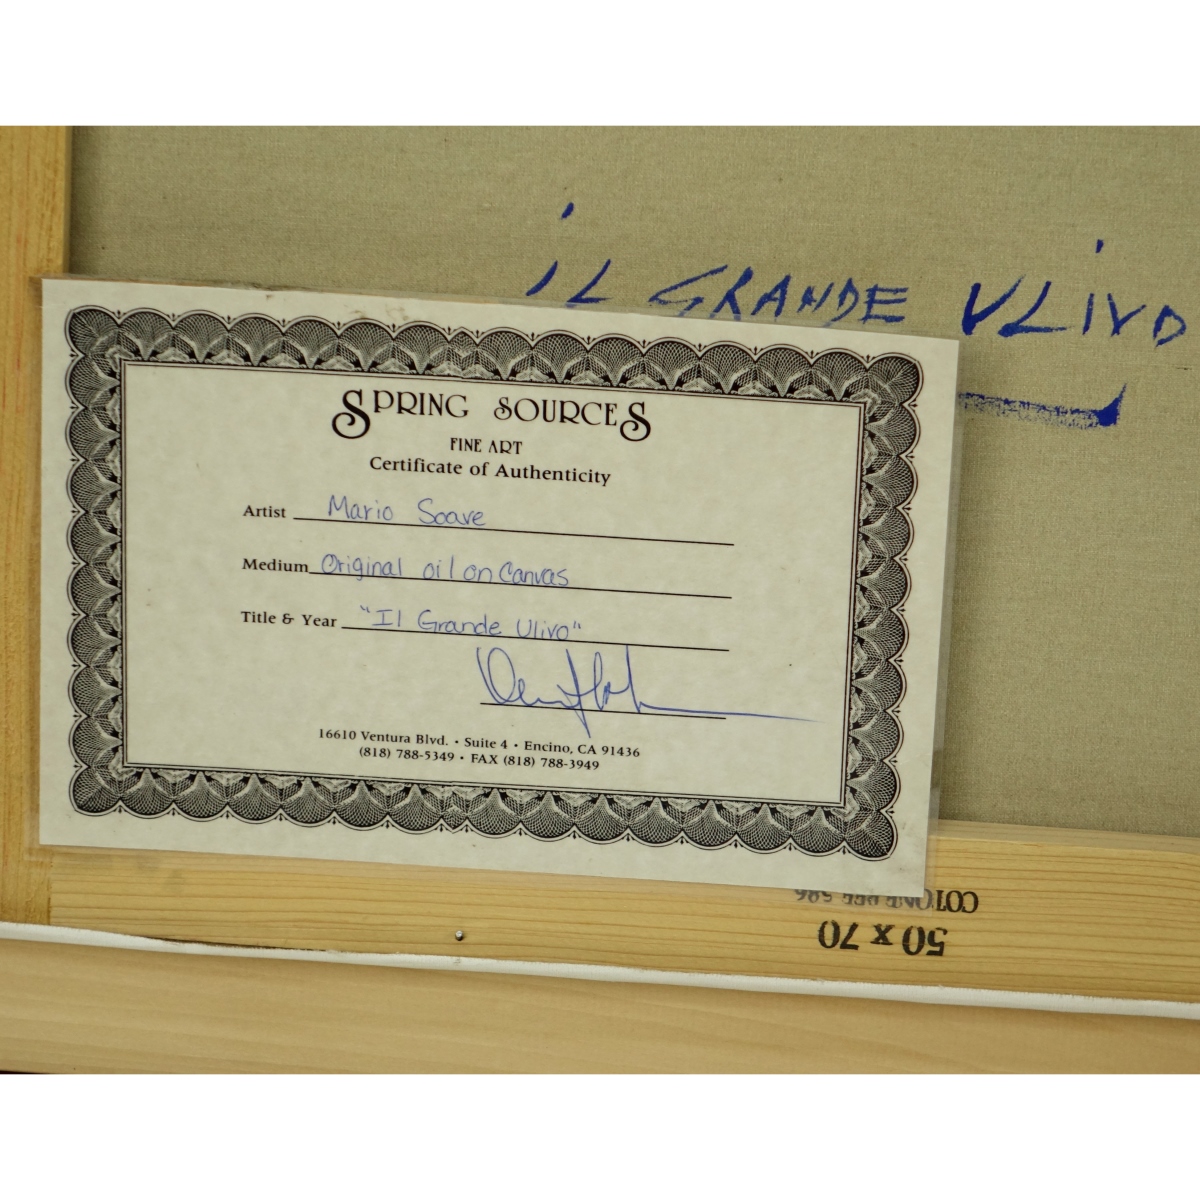 iL GRANDE ULIVO
SPRING SOURCES
FINE ART
Certificate of Authenticity
Artist Mario Soave
Medium Original oil on Canvas
Title & Year "Il Grande Ulivo"
16610 Ventura Blvd. • Suite 4 • Encino, CA 91436
(818) 788-5349 • FAX (818) 788-3949
50 x 70